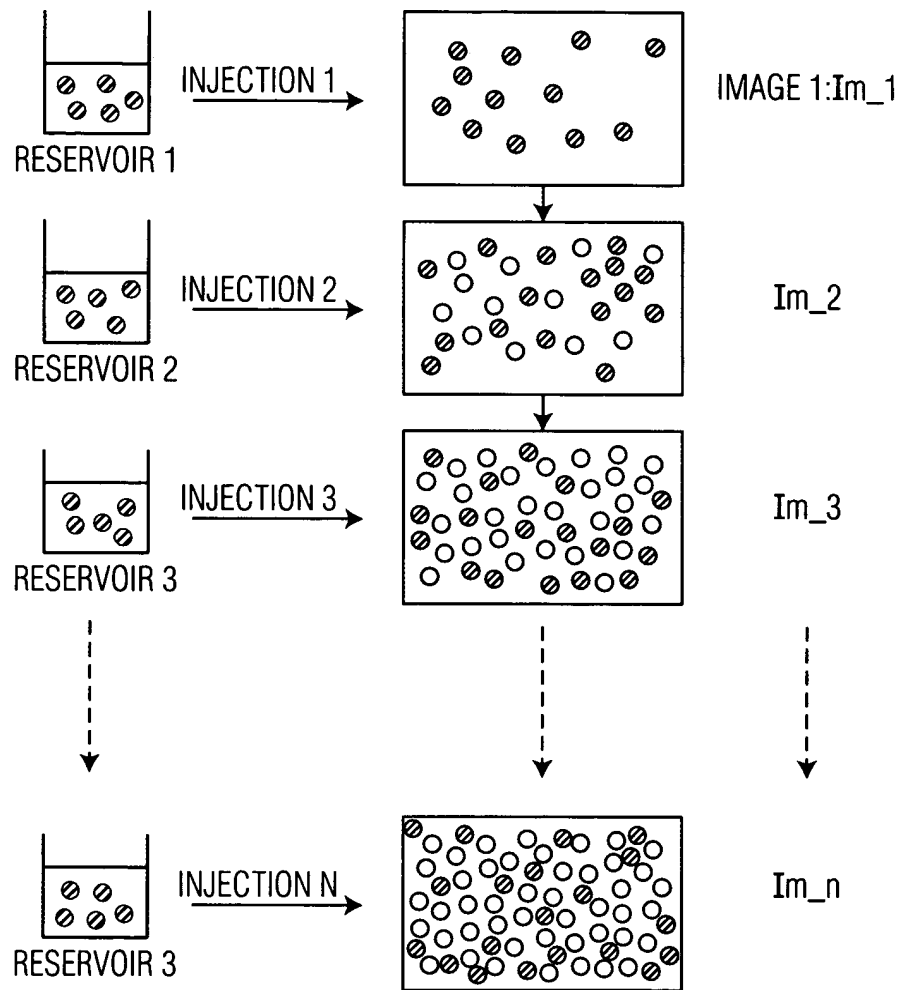 INJECTION 1
IMAGE 1:Im_1
RESERVOIR 1
INJECTION 2
Im_2
RESERVOIR 2
INJECTION 3
Im_3
RESERVOIR 3
INJECTION N
Im_n
RESERVOIR 3